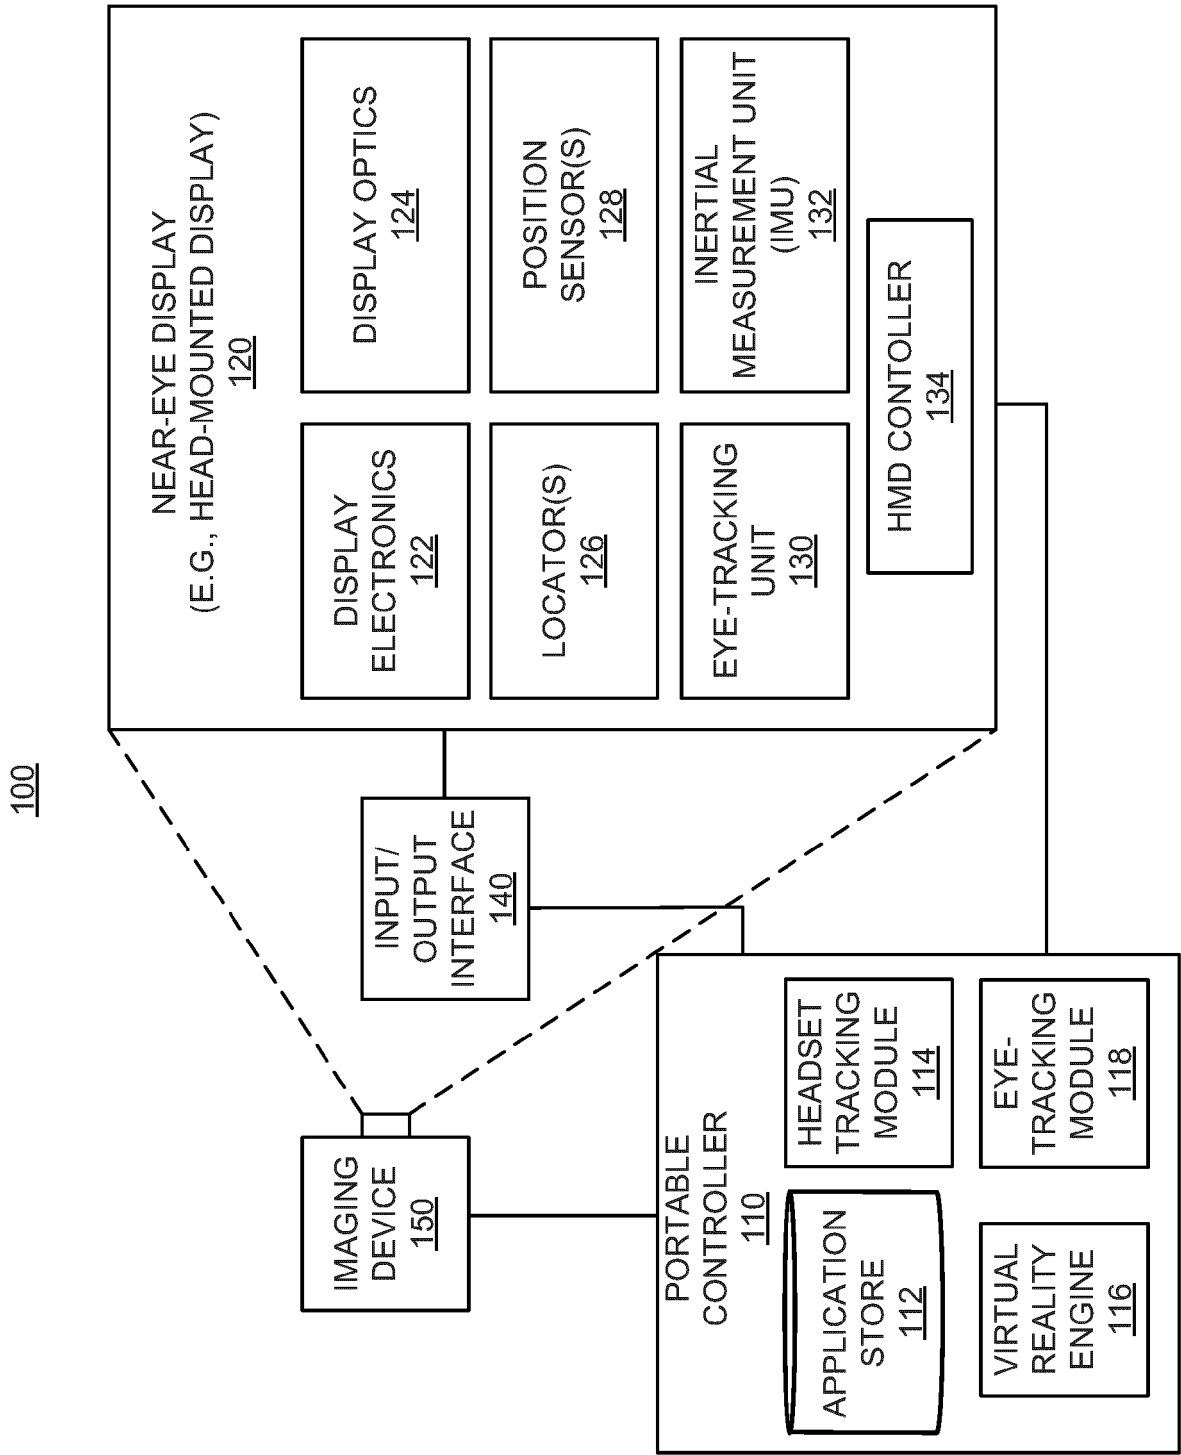 100
NEAR-EYE DISPLAY
(E.G., HEAD-MOUNTED DISPLAY)
120
DISPLAY
ELECTRONICS
122
DISPLAY OPTICS
124
LOCATOR(S)
126
POSITION
SENSOR(S)
128
EYE-TRACKING
UNIT
130
INERTIAL
MEASUREMENT UNIT
(IMU)
132
HMD CONTOLLER
134
INPUT/
OUTPUT
INTERFACE
140
IMAGING
DEVICE
150
PORTABLE
CONTROLLER
110
APPLICATION
STORE
112
HEADSET
TRACKING
MODULE
114
VIRTUAL
REALITY
ENGINE
116
EYE-
TRACKING
MODULE
118